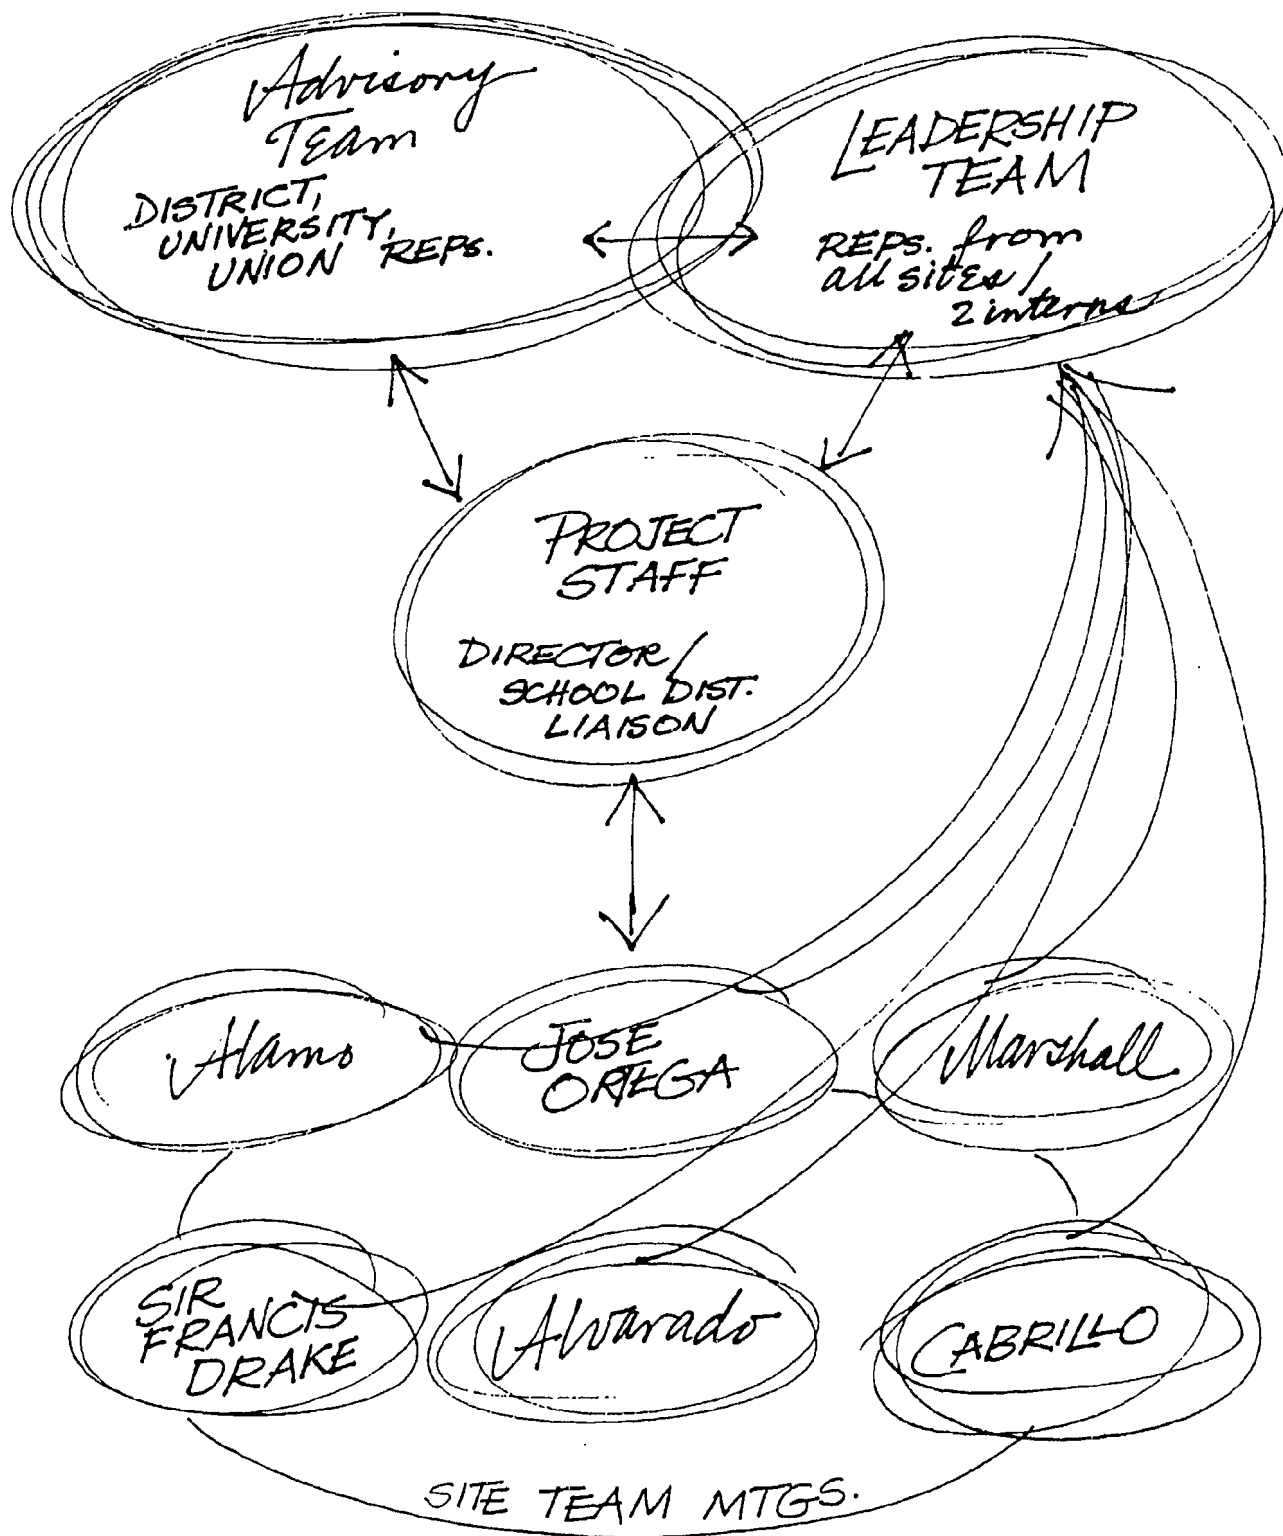 Advisory
Team
DISTRICT,
UNIVERSITY,
UNION REPS.
LEADERSHIP
TEAM
REPS. from
all sites/
2 interns
PROJECT
STAFF
DIRECTOR/
SCHOOL DIST.
LIAISON
Alamo
JOSE
ORTEGA
Marshall
SIR
FRANCIS
DRAKE
Alvarado
CABRILLO
SITE TEAM MTGS.